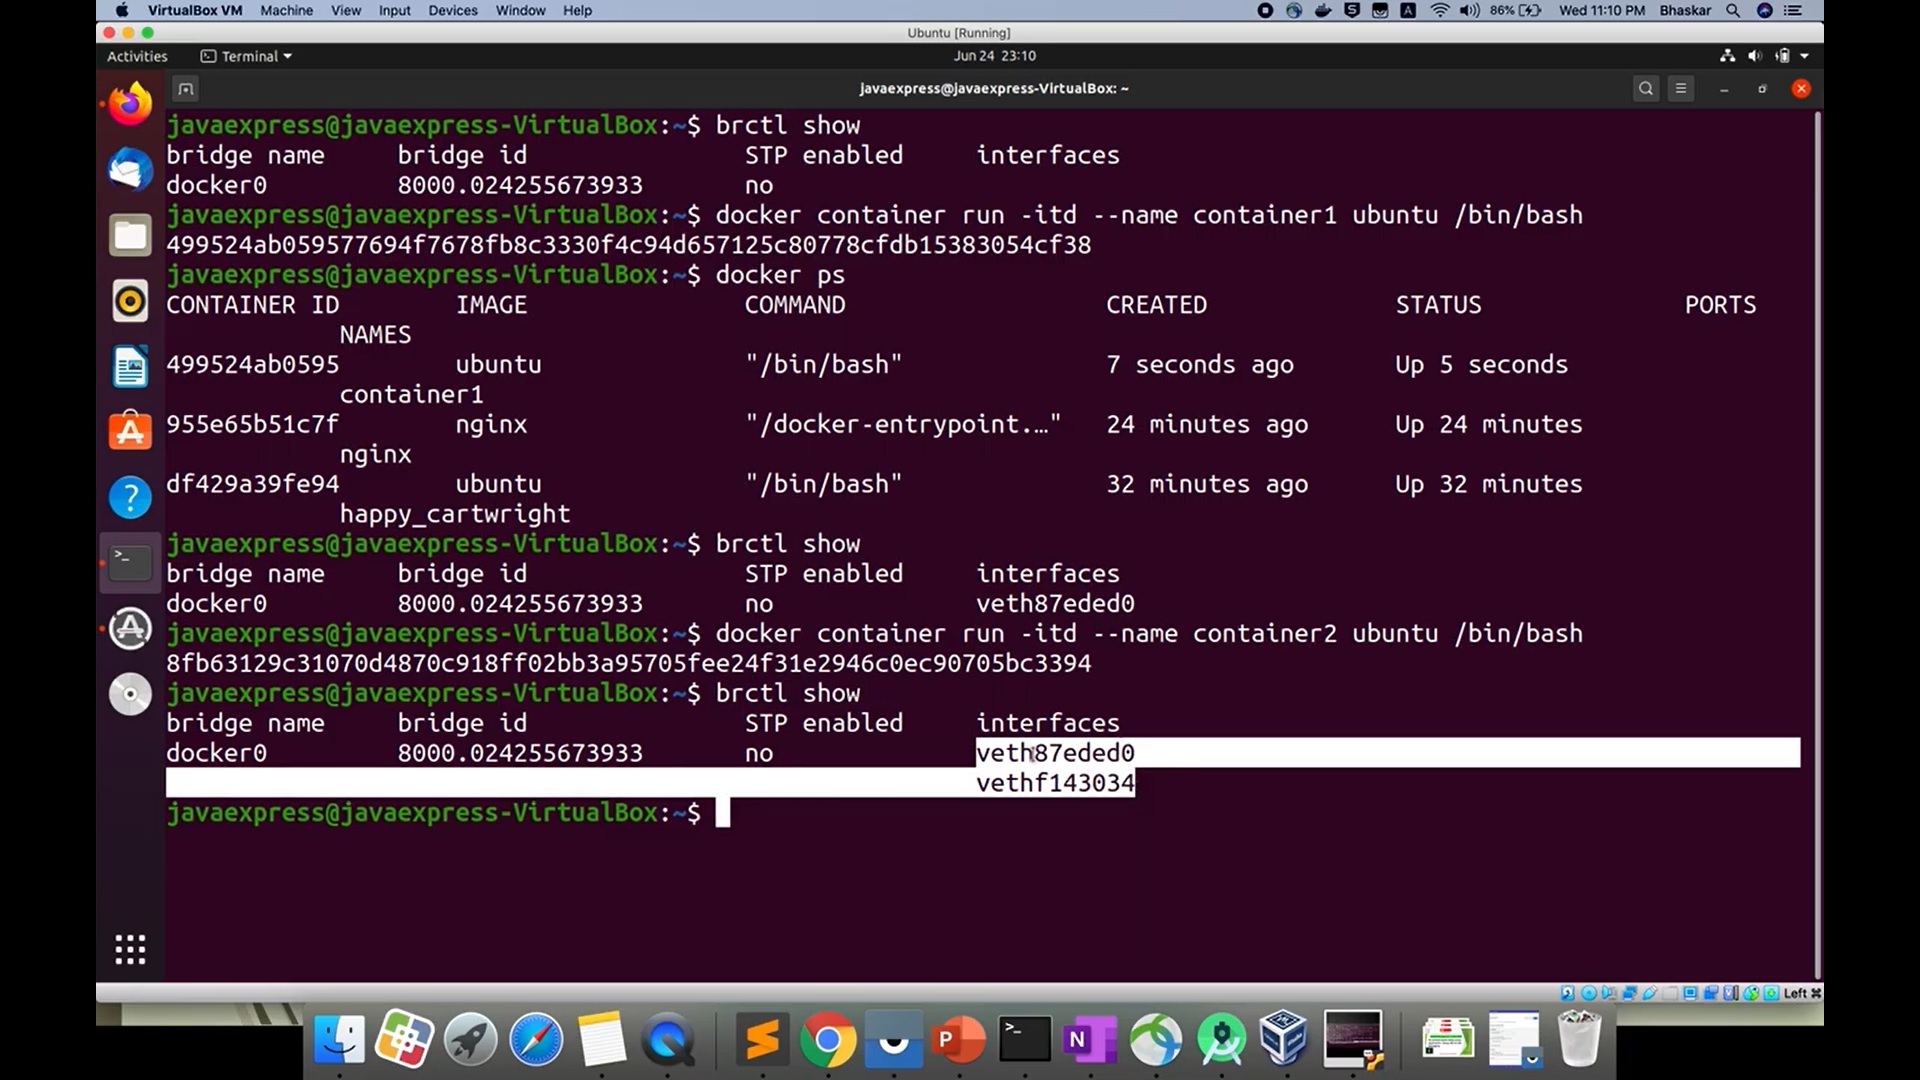 VirtualBox VM Machine View Input Devices Window Help 86% Wed 11:10 PM Bhaskar
Ubuntu [Running]
Activities Terminal Jun 24 23:10
javaexpress@javaexpress-VirtualBox: ~
javaexpress@javaexpress-VirtualBox:~$ brctl show
bridge name bridge id STP enabled interfaces
docker0 8000.024255673933 no
javaexpress@javaexpress-VirtualBox:~$ docker container run -itd --name container1 ubuntu /bin/bash
499524ab059577694f7678fb8c3330f4c94d657125c80778cfdb15383054cf38
javaexpress@javaexpress-VirtualBox:~$ docker ps
CONTAINER ID IMAGE COMMAND CREATED STATUS PORTS
NAMES
499524ab0595 ubuntu "/bin/bash" 7 seconds ago Up 5 seconds
container1
955e65b51c7f nginx "/docker-entrypoint.…" 24 minutes ago Up 24 minutes
nginx
df429a39fe94 ubuntu "/bin/bash" 32 minutes ago Up 32 minutes
happy_cartwright
javaexpress@javaexpress-VirtualBox:~$ brctl show
bridge name bridge id STP enabled interfaces
docker0 8000.024255673933 no veth87eded0
javaexpress@javaexpress-VirtualBox:~$ docker container run -itd --name container2 ubuntu /bin/bash
8fb63129c31070d4870c918ff02bb3a95705fee24f31e2946c0ec90705bc3394
javaexpress@javaexpress-VirtualBox:~$ brctl show
bridge name bridge id STP enabled interfaces
docker0 8000.024255673933 no veth87eded0
vethf143034
javaexpress@javaexpress-VirtualBox:~$
Left ⌘